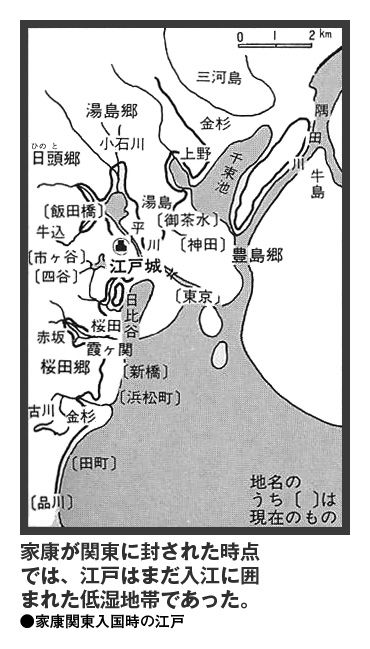 0 1 2 km
三河島
金杉
隅田川
牛島
湯島郷
小石川
ひのと
日頭郷
上野
千束池
湯島
〔飯田橋〕
〔御茶水〕
牛込
平川
〔神田〕
豊島郷
〔市ヶ谷〕
江戸城
〔四谷〕
日比谷
〔東京〕
桜田
赤坂
霞ヶ関
桜田郷
〔新橋〕
〔浜松町〕
古川
金杉
〔田町〕
〔品川〕
地名の
うち〔 〕は
現在のもの
家康が関東に封された時点
では、江戸はまだ入江に囲
まれた低湿地帯であった。
●家康関東入国時の江戸